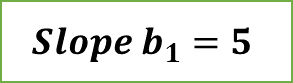 Slope b₁ = 5